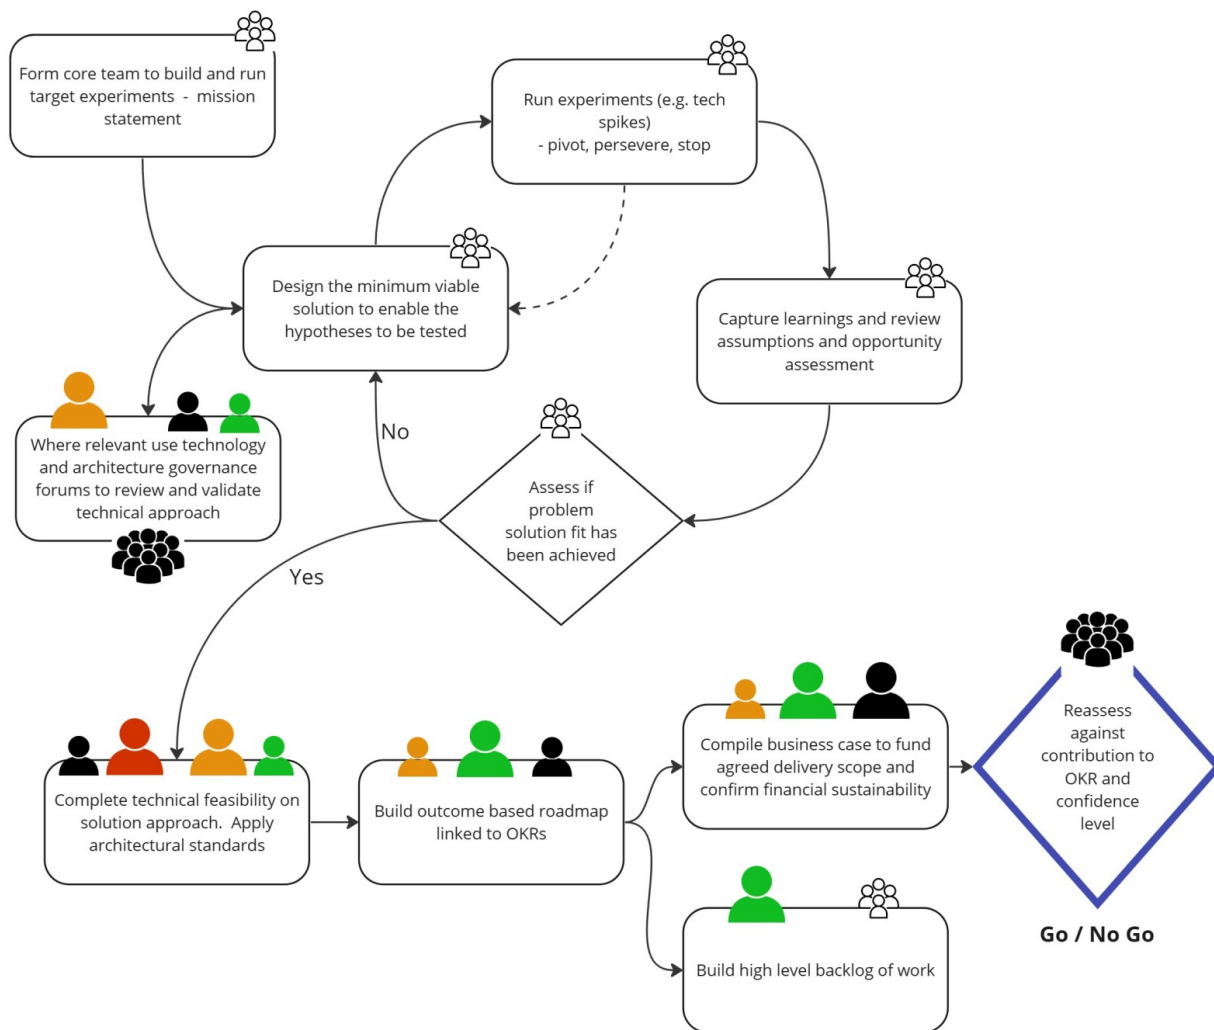 Form core team to build and run
target experiments - mission
statement
Run experiments (e.g. tech
spikes)
- pivot, persevere, stop
Design the minimum viable
solution to enable the
hypotheses to be tested
Capture learnings and review
assumptions and opportunity
assessment
Where relevant use technology
and architecture governance
forums to review and validate
technical approach
No
Assess if
problem
solution fit has
been achieved
Yes
Complete technical feasibility on
solution approach. Apply
architectural standards
Build outcome based roadmap
linked to OKRs
Compile business case to fund
agreed delivery scope and
confirm financial sustainability
Reassess
against
contribution to
OKR and
confidence
level
Go / No Go
Build high level backlog of work